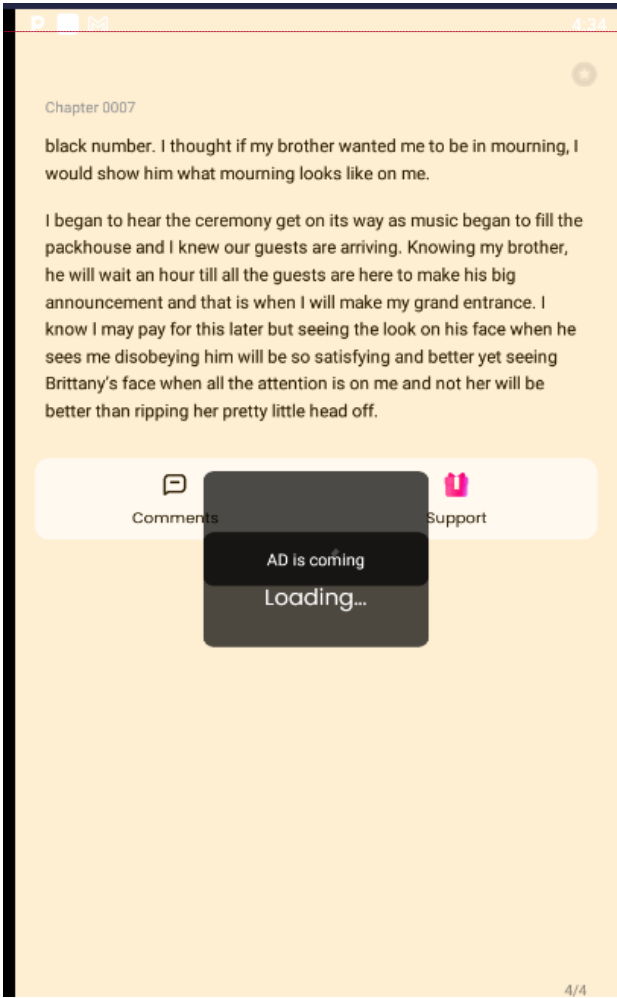 4:34
Chapter 0007
black number. I thought if my brother wanted me to be in mourning, I
would show him what mourning looks like on me.
I began to hear the ceremony get on its way as music began to fill the
packhouse and I knew our guests are arriving. Knowing my brother,
he will wait an hour till all the guests are here to make his big
announcement and that is when I will make my grand entrance. I
know I may pay for this later but seeing the look on his face when he
sees me disobeying him will be so satisfying and better yet seeing
Brittany's face when all the attention is on me and not her will be
better than ripping her pretty little head off.
Comments
Support
AD is coming
Loading...
4/4